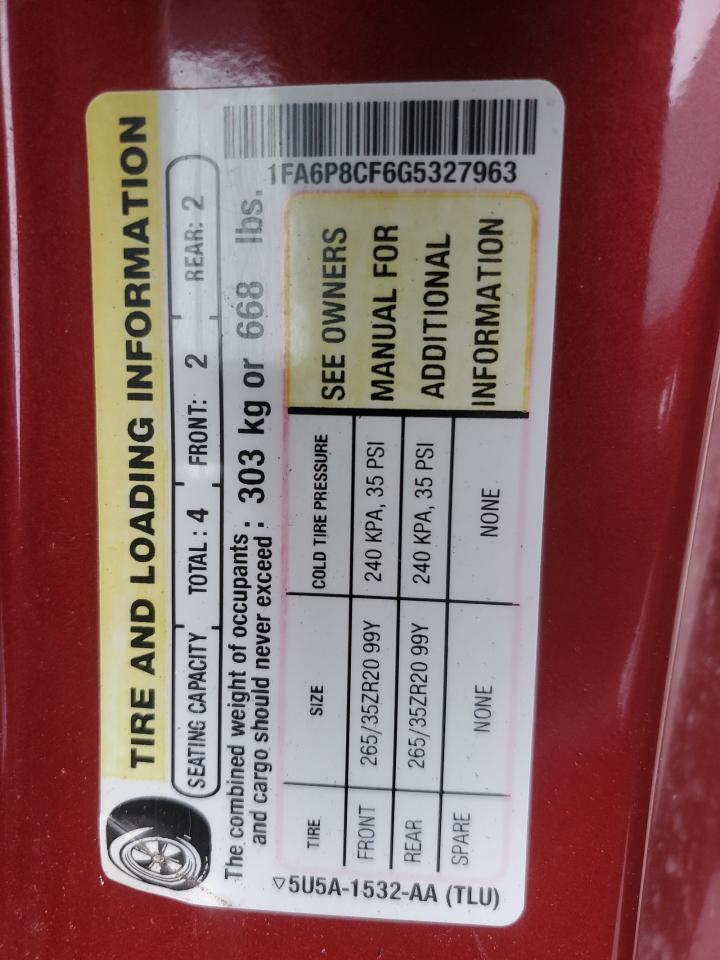 TIRE AND LOADING INFORMATION
SEATING CAPACITY TOTAL: 4 FRONT: 2 REAR: 2
The combined weight of occupants
and cargo should never exceed : 303 kg or 668 lbs.
TIRE SIZE COLD TIRE PRESSURE
FRONT 265/35ZR20 99Y 240 KPA, 35 PSI
REAR 265/35ZR20 99Y 240 KPA, 35 PSI
SPARE NONE NONE
SEE OWNERS
MANUAL FOR
ADDITIONAL
INFORMATION
5U5A-1532-AA (TLU)
1FA6P8CF6G5327963